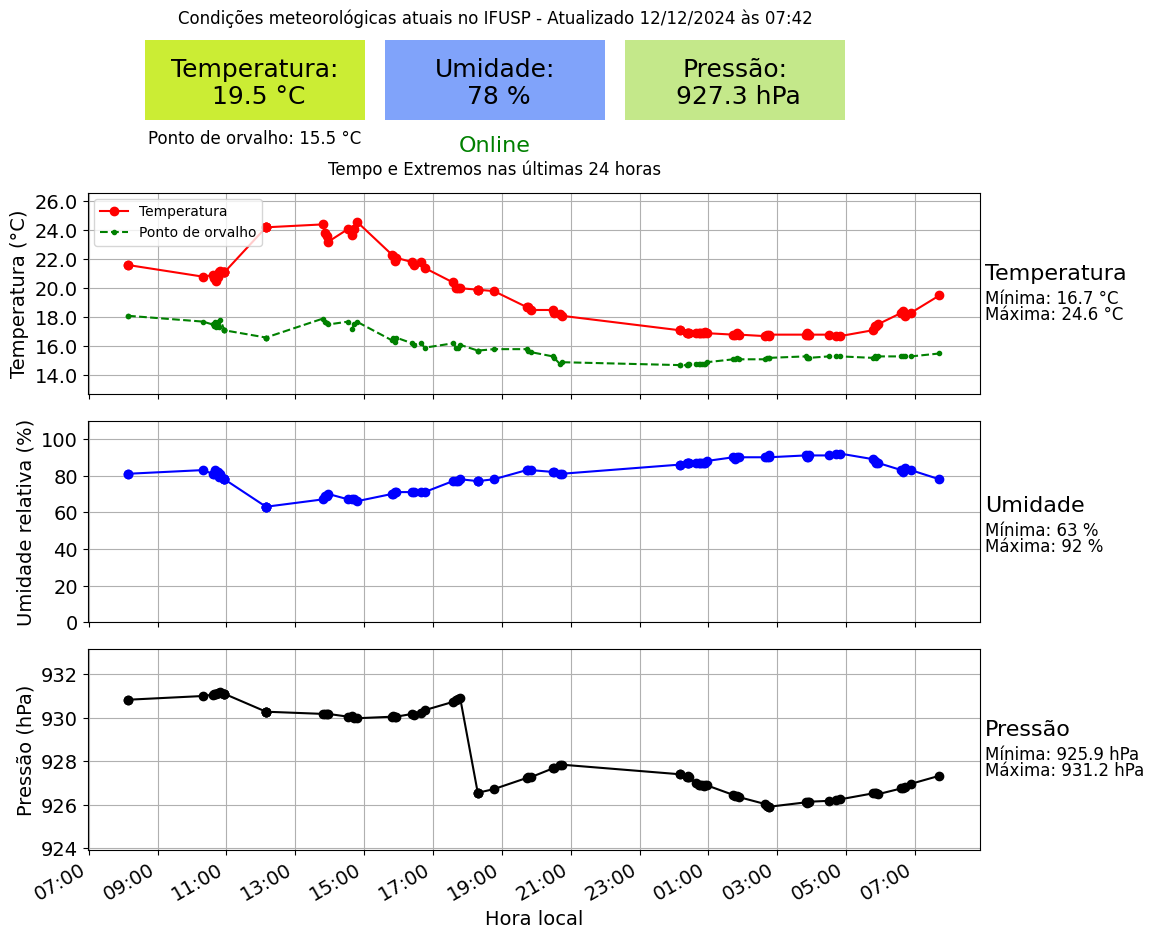 Condições meteorológicas atuais no IFUSP - Atualizado 12/12/2024 às 07:42
Temperatura:
19.5 °C
Umidade:
78 %
Pressão:
927.3 hPa
Ponto de orvalho: 15.5 °C
Online
Tempo e Extremos nas últimas 24 horas
Temperatura (°C)
26.0
24.0
22.0
20.0
18.0
16.0
14.0
Temperatura
Ponto de orvalho
Temperatura
Mínima: 16.7 °C
Máxima: 24.6 °C
Umidade relativa (%)
100
80
60
40
20
0
Umidade
Mínima: 63 %
Máxima: 92 %
Pressão (hPa)
932
930
928
926
924
Pressão
Mínima: 925.9 hPa
Máxima: 931.2 hPa
07:00
09:00
11:00
13:00
15:00
17:00
19:00
21:00
23:00
01:00
03:00
05:00
07:00
Hora local